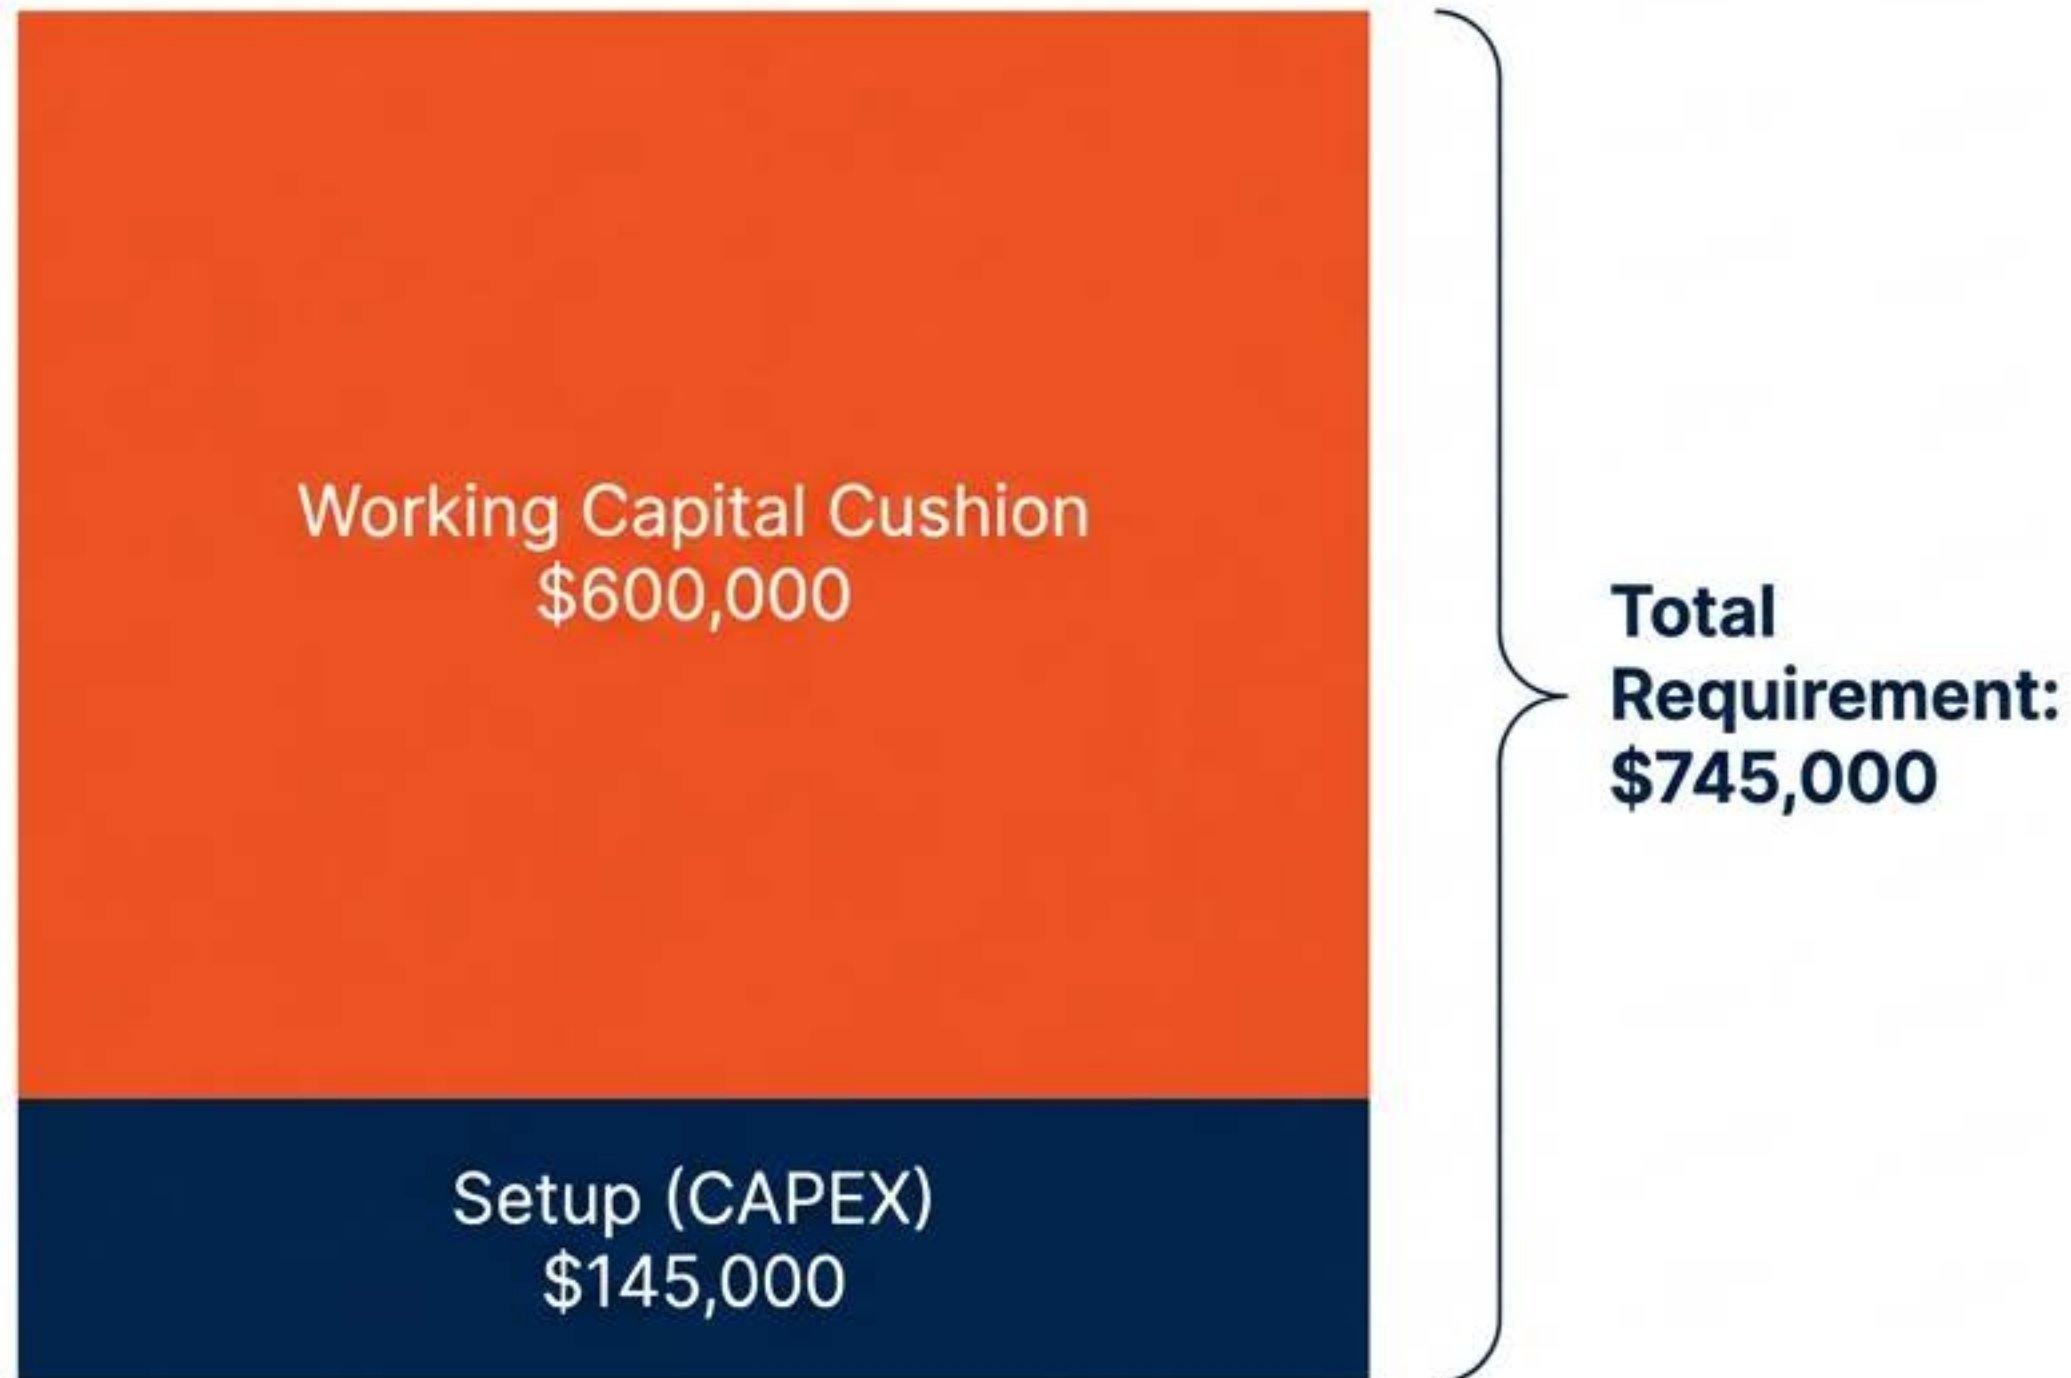 Working Capital Cushion
$600,000
Total
Requirement:
$745,000
Setup (CAPEX)
$145,000